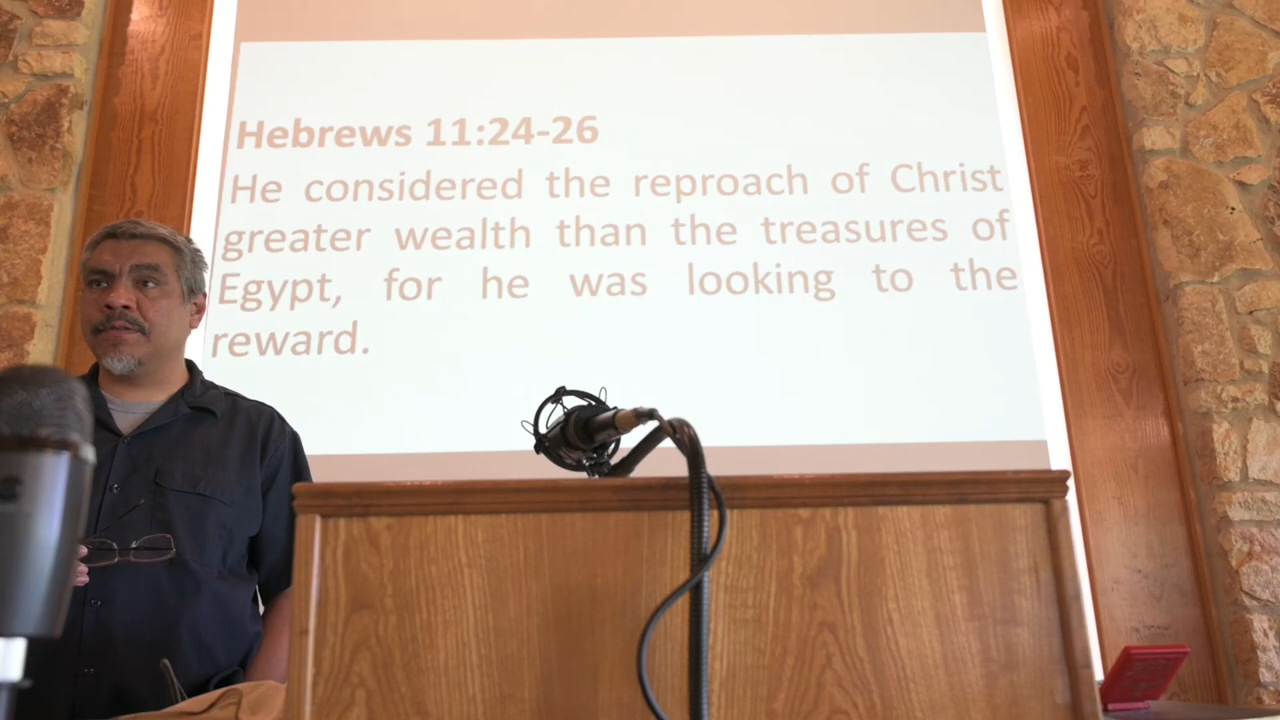 Hebrews 11:24-26
He considered the reproach of Christ
greater wealth than the treasures of
Egypt, for he was looking to the
reward.